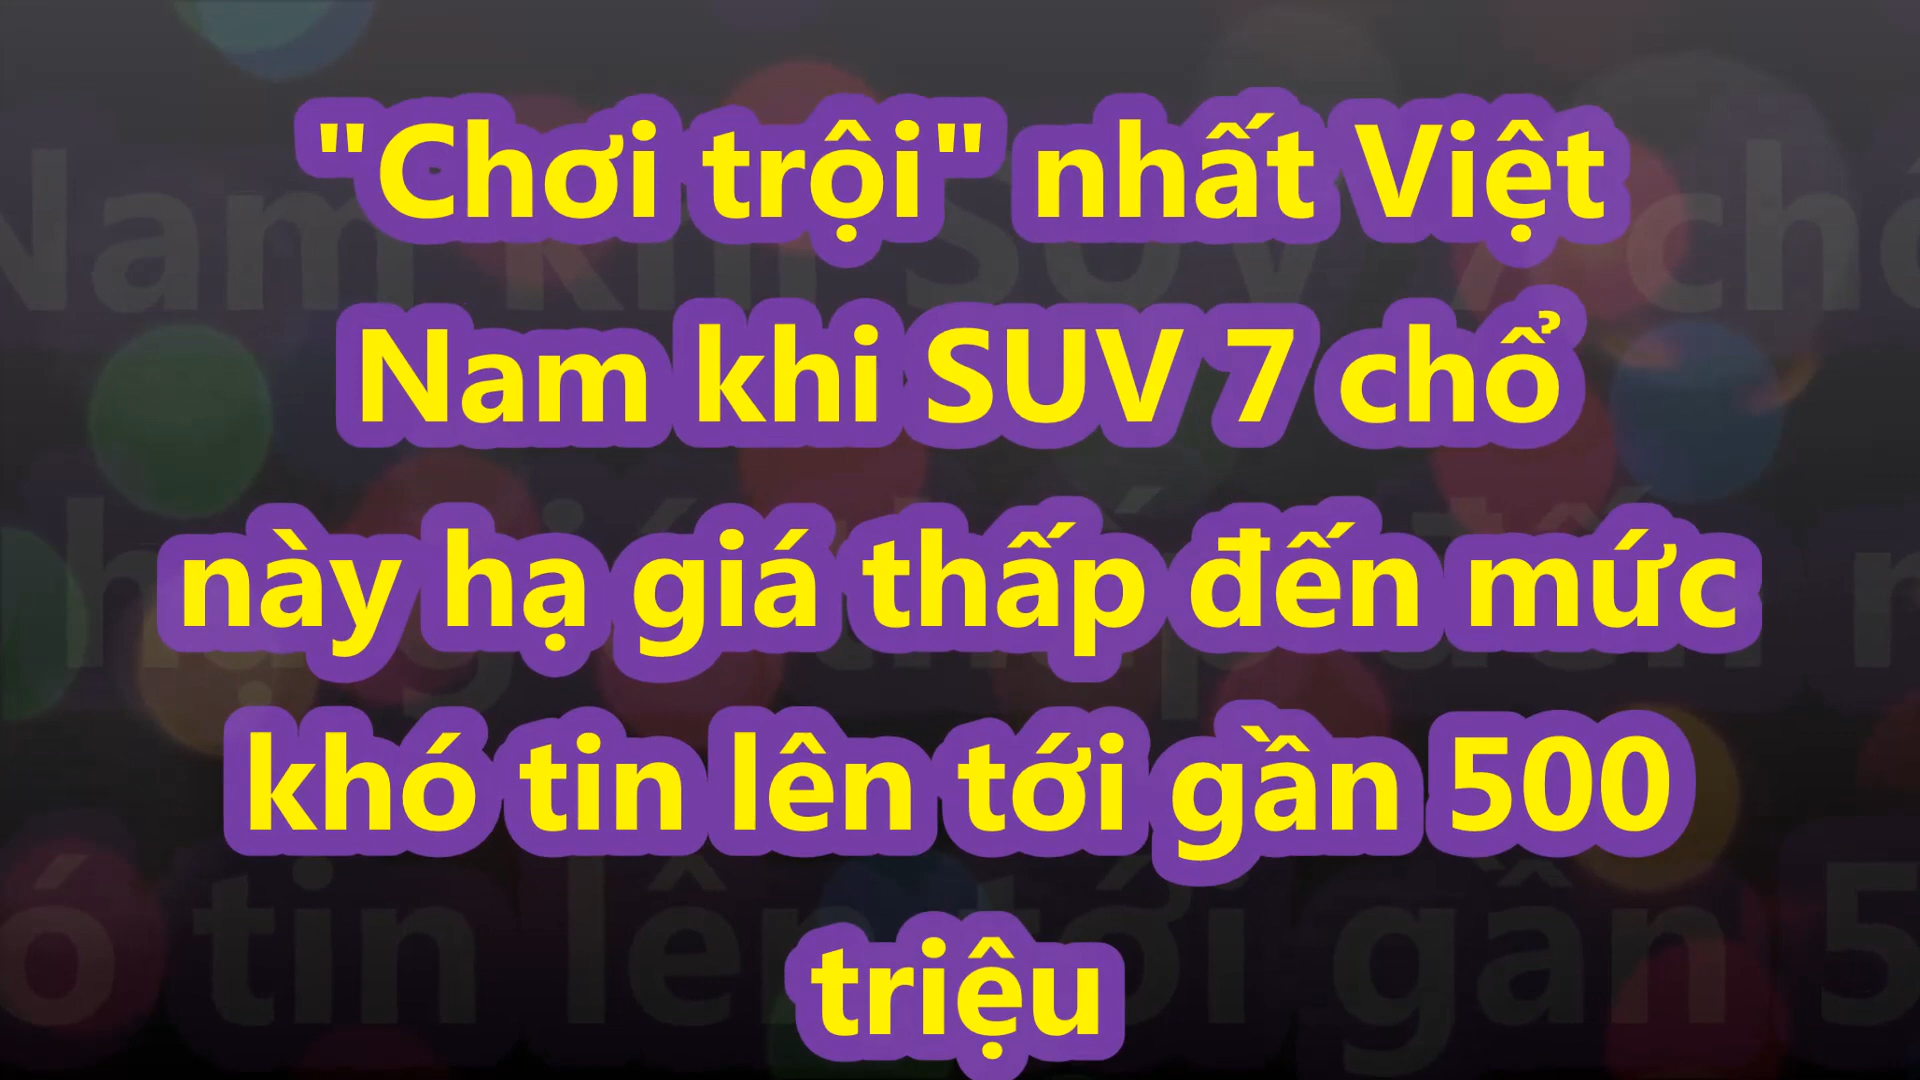 "Chơi trội" nhất Việt
Nam khi SUV 7 chổ
này hạ giá thấp đến mức
khó tin lên tới gần 500
triệu